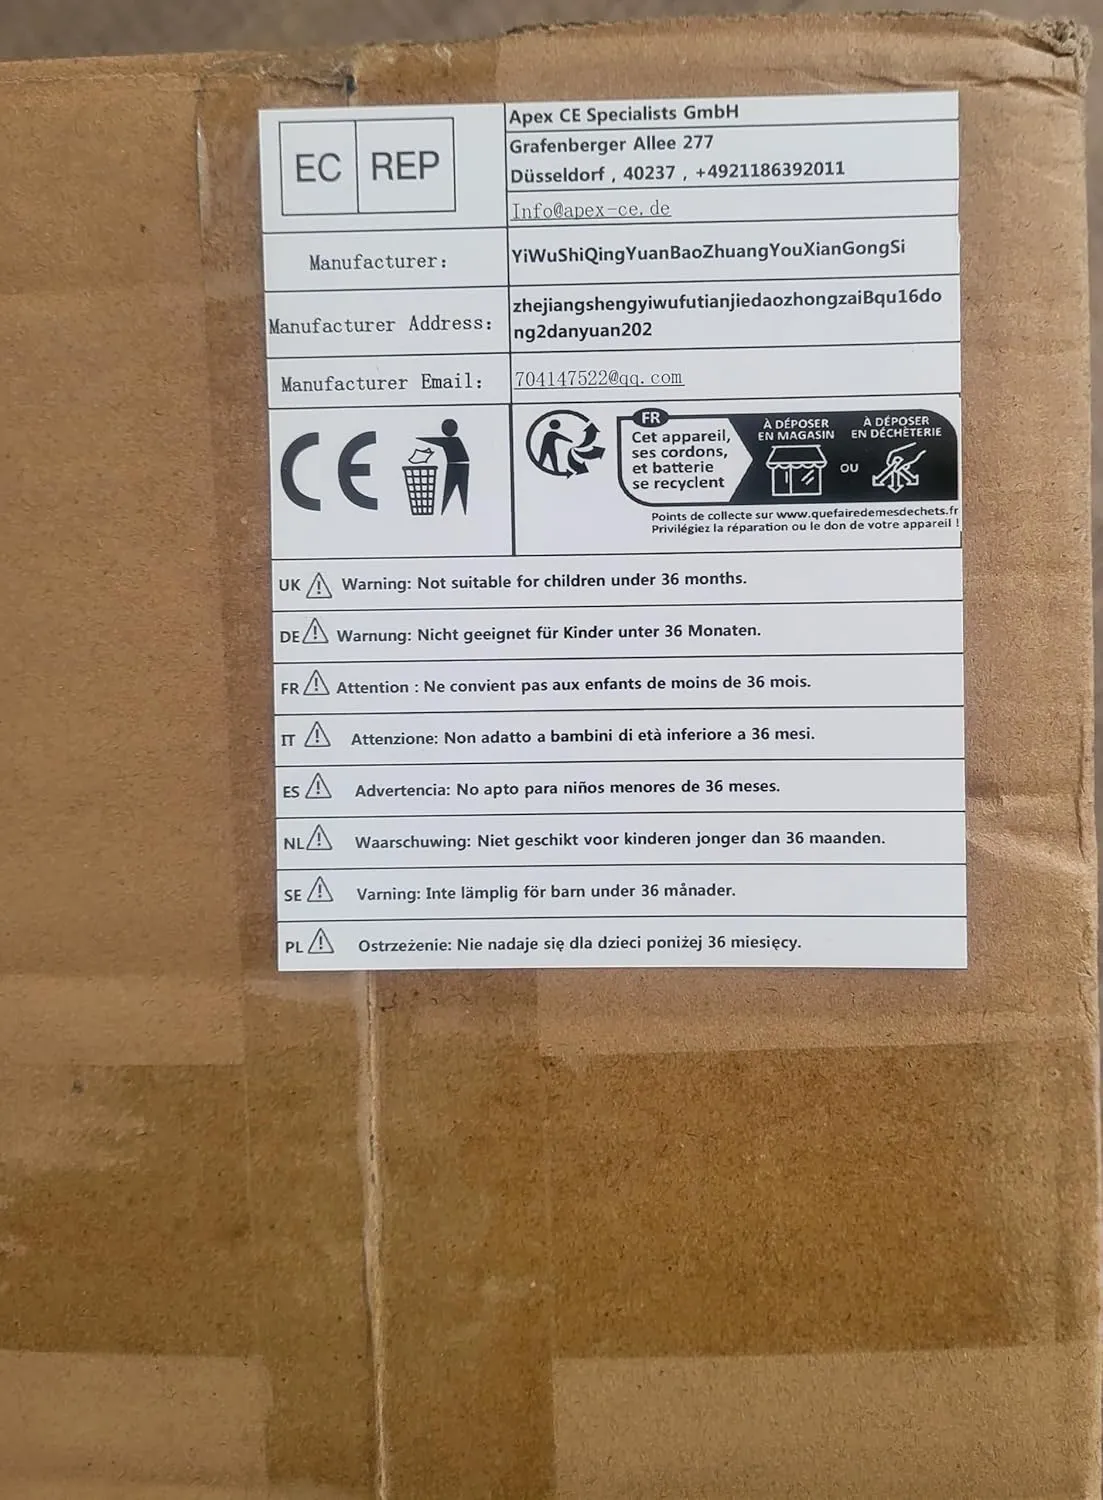 EC REP
Apex CE Specialists GmbH
Grafenberger Allee 277
Düsseldorf , 40237 , +4921186392011
Info@apex-ce.de
Manufacturer:
YiWuShiQingYuanBaoZhuangYouXianGongSi
Manufacturer Address:
zhejiangshengyiwufutianjiedaozhongzaiBqu16do
ng2danyuan202
Manufacturer Email:
704147522@qq.com
CE
FR
Cet appareil,
ses cordons,
et batterie
se recyclent
À DÉPOSER
EN MAGASIN
OU
À DÉPOSER
EN DÉCHÈTERIE
Points de collecte sur www.quefairedemesdechets.fr
Privilégiez la réparation ou le don de votre appareil !
UK Warning: Not suitable for children under 36 months.
DE Warnung: Nicht geeignet für Kinder unter 36 Monaten.
FR Attention : Ne convient pas aux enfants de moins de 36 mois.
IT Attenzione: Non adatto a bambini di età inferiore a 36 mesi.
ES Advertencia: No apto para niños menores de 36 meses.
NL Waarschuwing: Niet geschikt voor kinderen jonger dan 36 maanden.
SE Varning: Inte lämplig för barn under 36 månader.
PL Ostrzeżenie: Nie nadaje się dla dzieci poniżej 36 miesięcy.